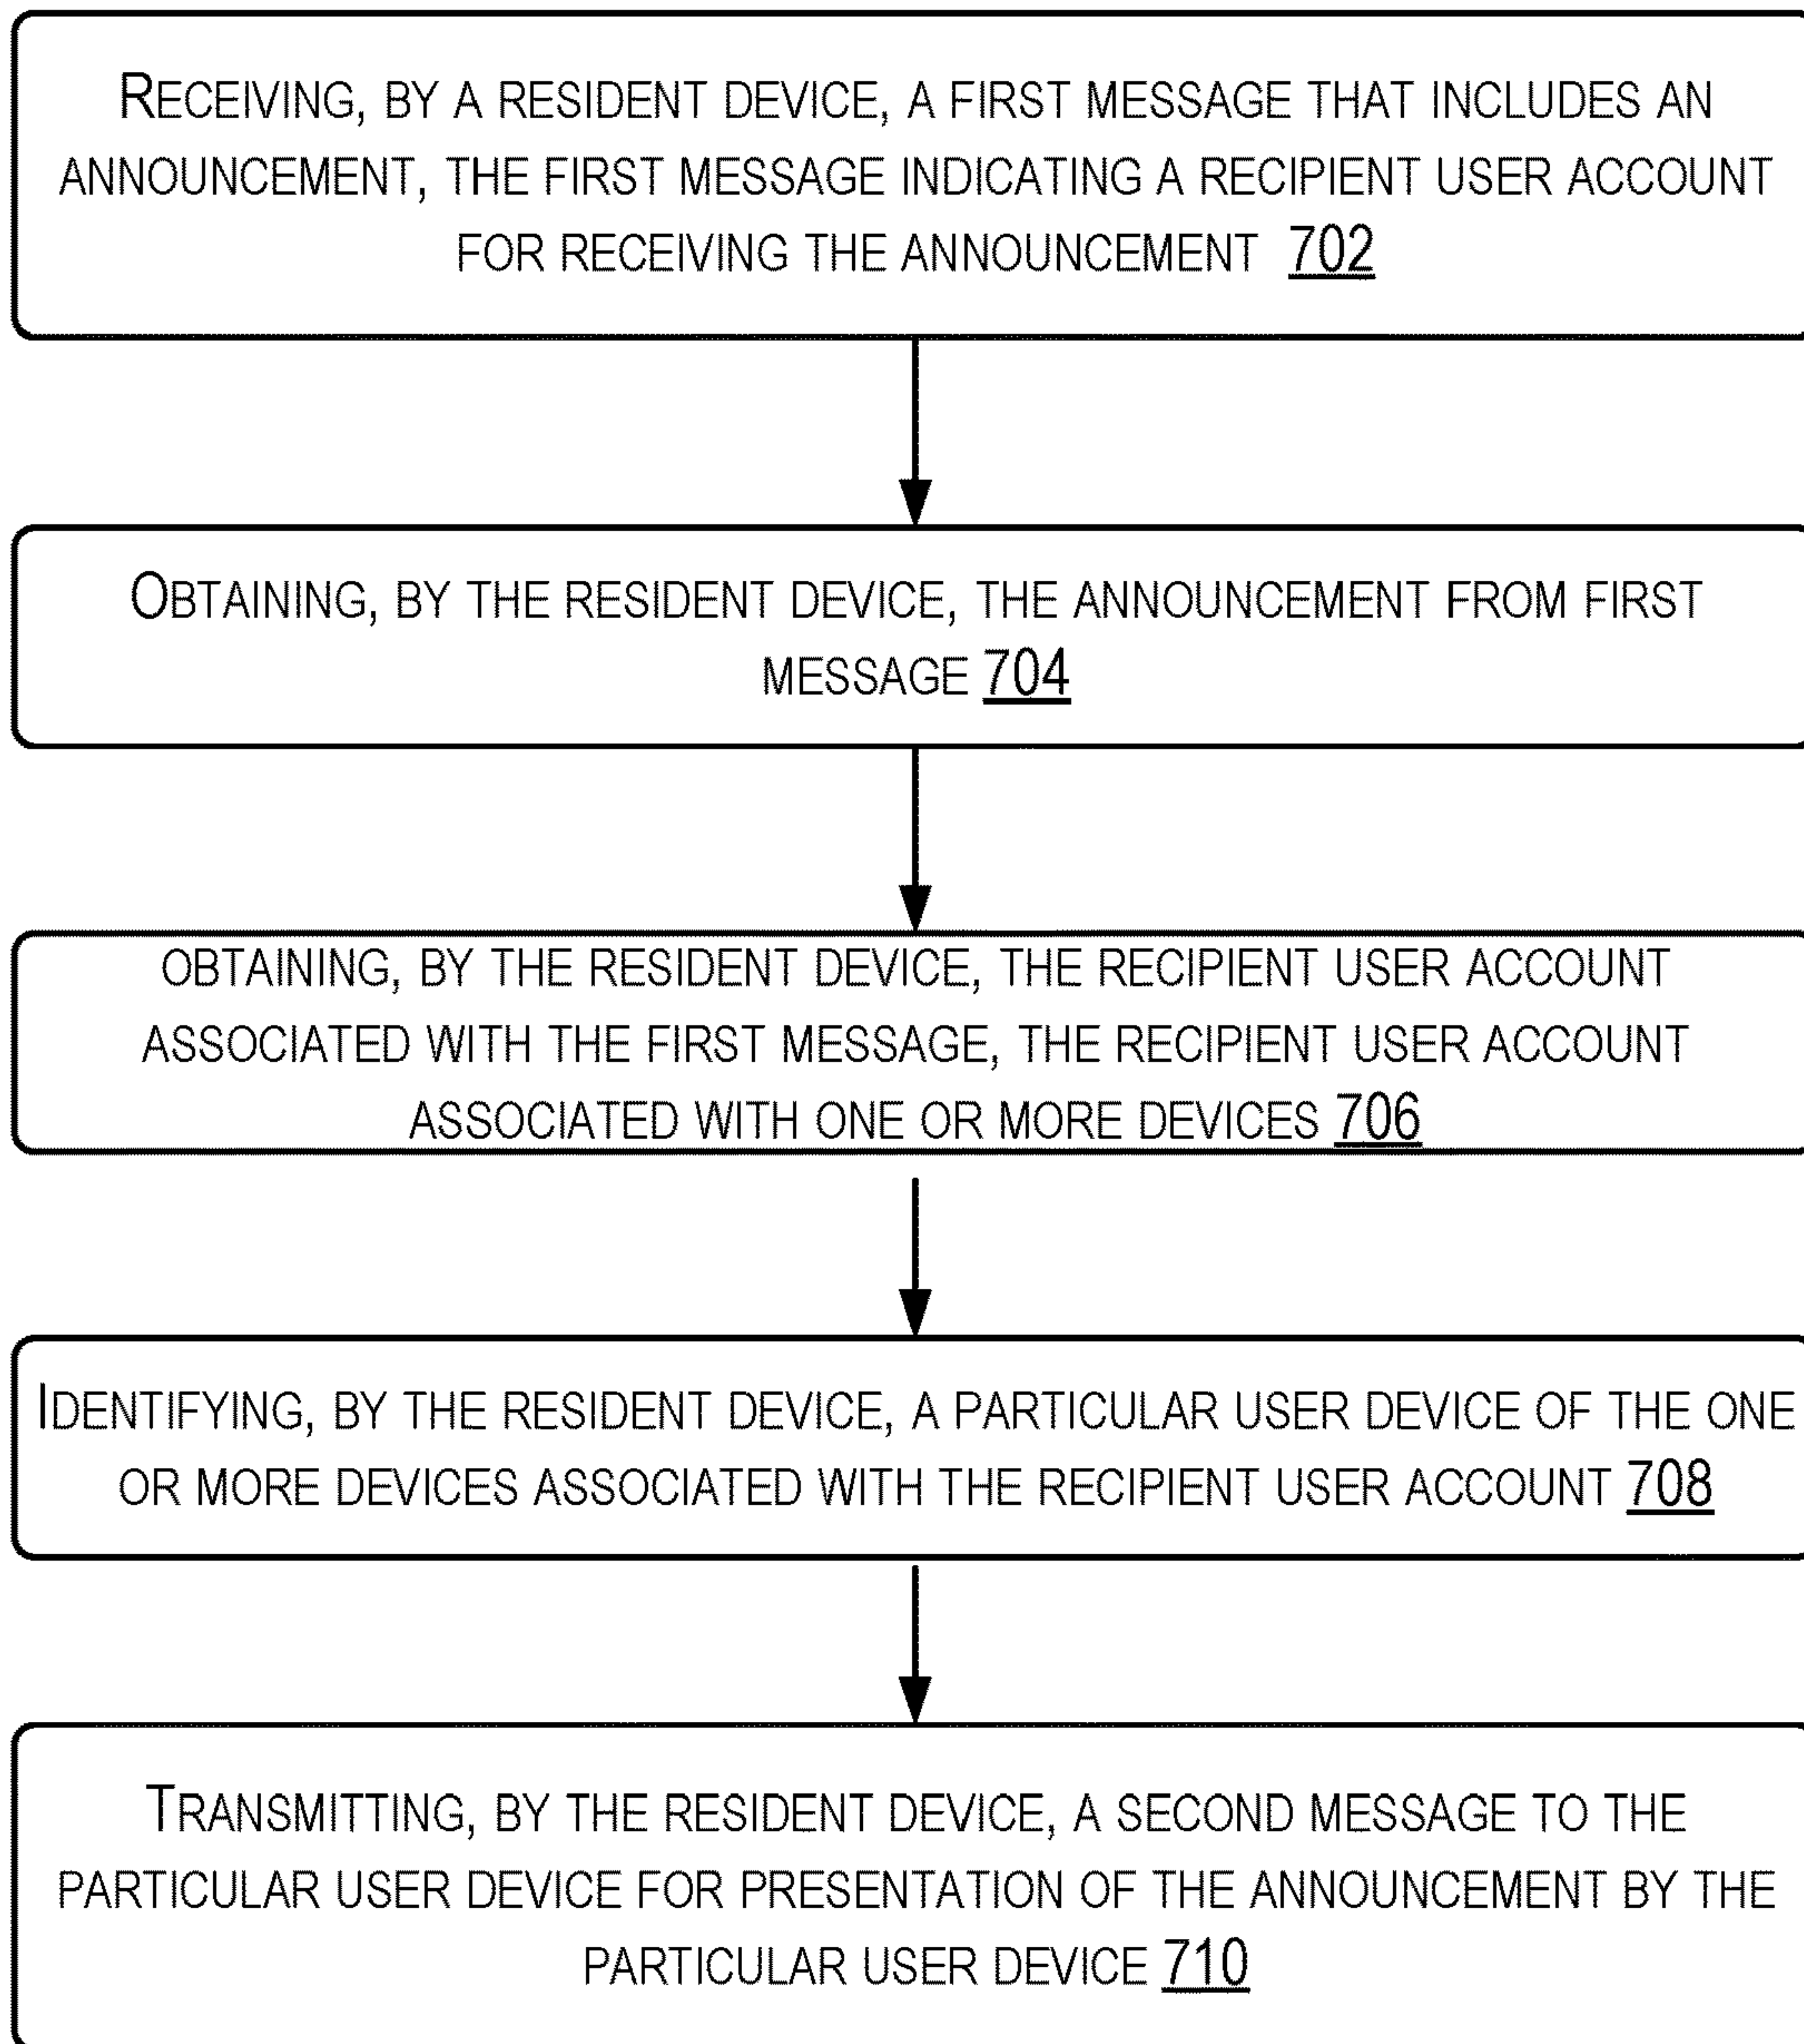 RECEIVING, BY A RESIDENT DEVICE, A FIRST MESSAGE THAT INCLUDES AN
ANNOUNCEMENT, THE FIRST MESSAGE INDICATING A RECIPIENT USER ACCOUNT
FOR RECEIVING THE ANNOUNCEMENT 702
OBTAINING, BY THE RESIDENT DEVICE, THE ANNOUNCEMENT FROM FIRST
MESSAGE 704
OBTAINING, BY THE RESIDENT DEVICE, THE RECIPIENT USER ACCOUNT
ASSOCIATED WITH THE FIRST MESSAGE, THE RECIPIENT USER ACCOUNT
ASSOCIATED WITH ONE OR MORE DEVICES 706
IDENTIFYING, BY THE RESIDENT DEVICE, A PARTICULAR USER DEVICE OF THE ONE
OR MORE DEVICES ASSOCIATED WITH THE RECIPIENT USER ACCOUNT 708
TRANSMITTING, BY THE RESIDENT DEVICE, A SECOND MESSAGE TO THE
PARTICULAR USER DEVICE FOR PRESENTATION OF THE ANNOUNCEMENT BY THE
PARTICULAR USER DEVICE 710